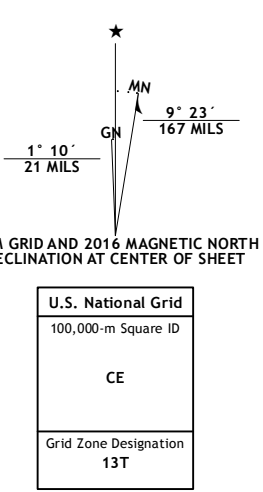 ★
MN
GN
9° 23´
167 MILS
1° 10´
21 MILS
GRID AND 2016 MAGNETIC NORTH
DECLINATION AT CENTER OF SHEET
U.S. National Grid
100,000-m Square ID
CE
Grid Zone Designation
13T